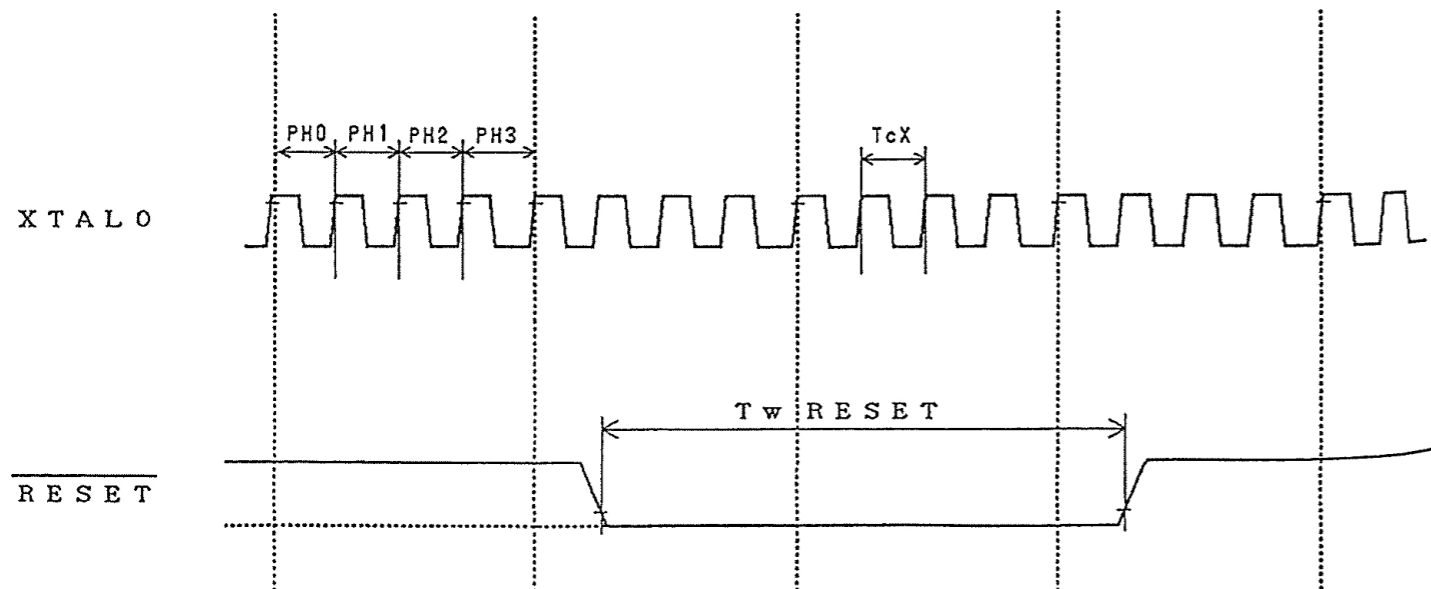 PH0 PH1 PH2 PH3 TcX
XTALO
Tw RESET
RESET